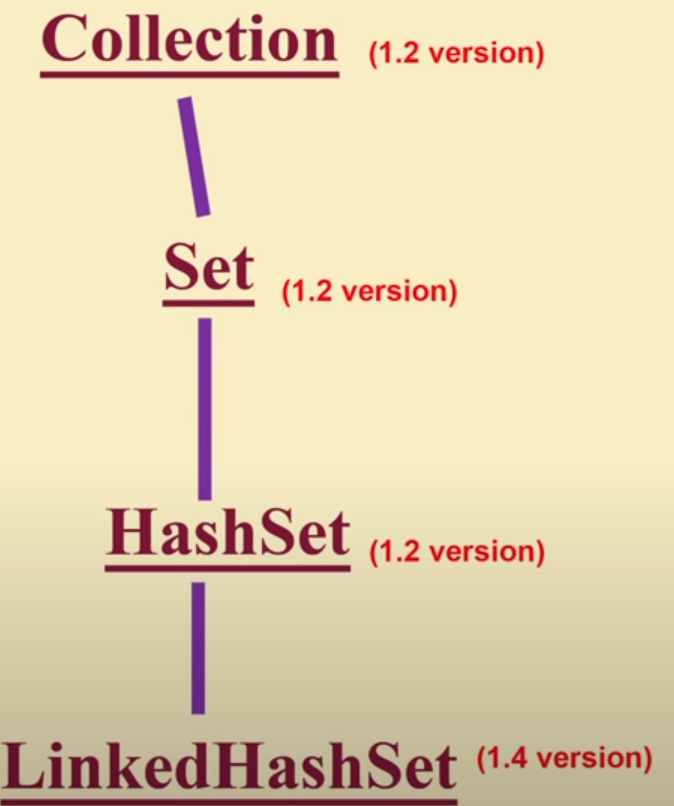 Collection (1.2 version)
Set (1.2 version)
HashSet (1.2 version)
LinkedHashSet (1.4 version)